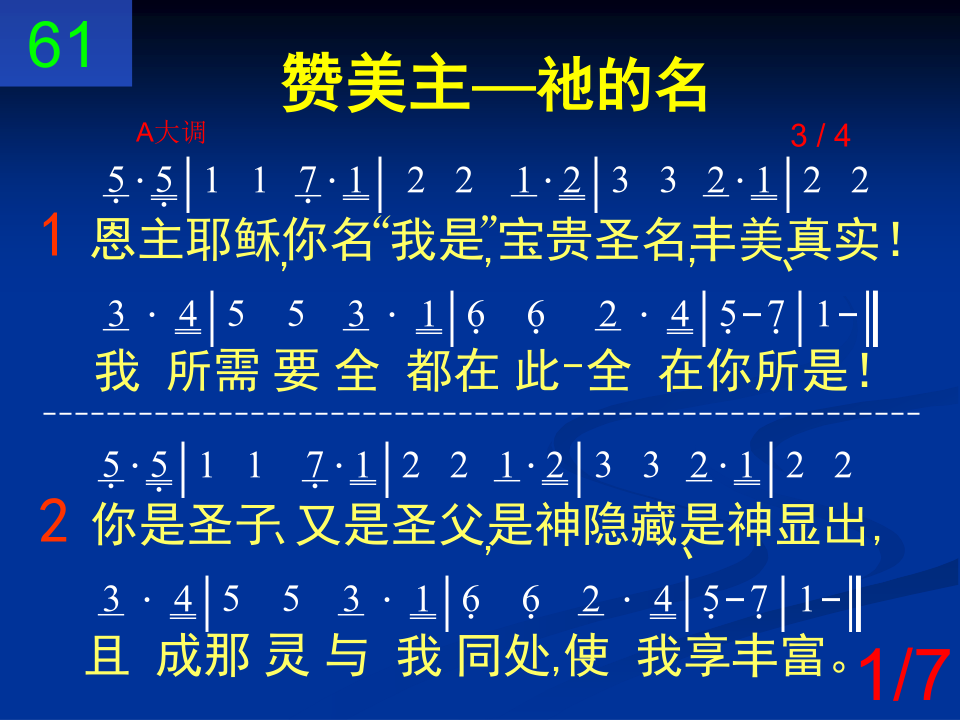 61
赞美主—祂的名
A大调 3 / 4
5 · 5 | 1 1 7 · 1 | 2 2 1 · 2 | 3 3 2 · 1 | 2 2
1 恩主耶稣,你名“我是”,宝贵圣名,丰美、真实！
3 · 4 | 5 5 3 · 1 | 6 6 2 · 4 | 5-7 | 1-‖
我 所需 要 全 都在 此-全 在你所是！
5 · 5 | 1 1 7 · 1 | 2 2 1 · 2 | 3 3 2 · 1 | 2 2
2 你是圣子、又是圣父,是神隐藏、是神显出,
3 · 4 | 5 5 3 · 1 | 6 6 2 · 4 | 5-7 | 1-‖
且 成那 灵 与 我 同处,使 我享丰富。
1/7